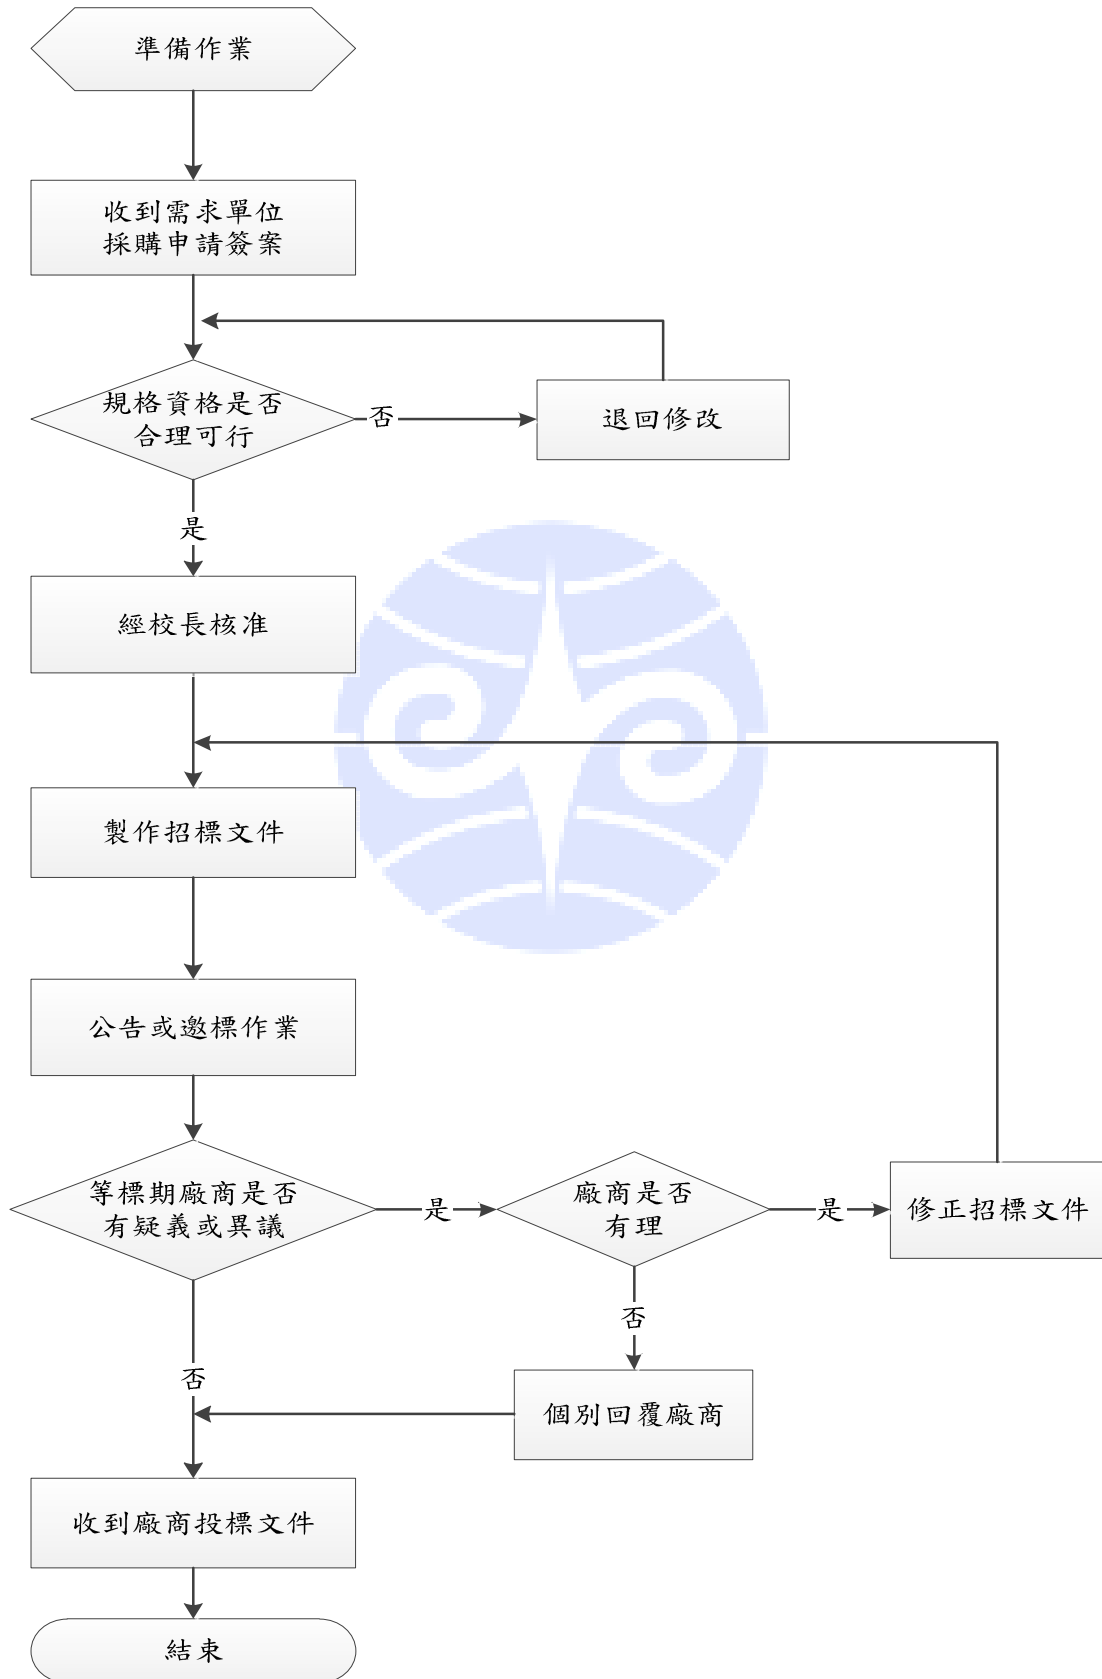 準備作業
收到需求單位
採購申請簽案
規格資格是否
合理可行
否
退回修改
是
經校長核准
製作招標文件
公告或邀標作業
等標期廠商是否
有疑義或異議
是
廠商是否
有理
是
修正招標文件
否
否
個別回覆廠商
收到廠商投標文件
結束